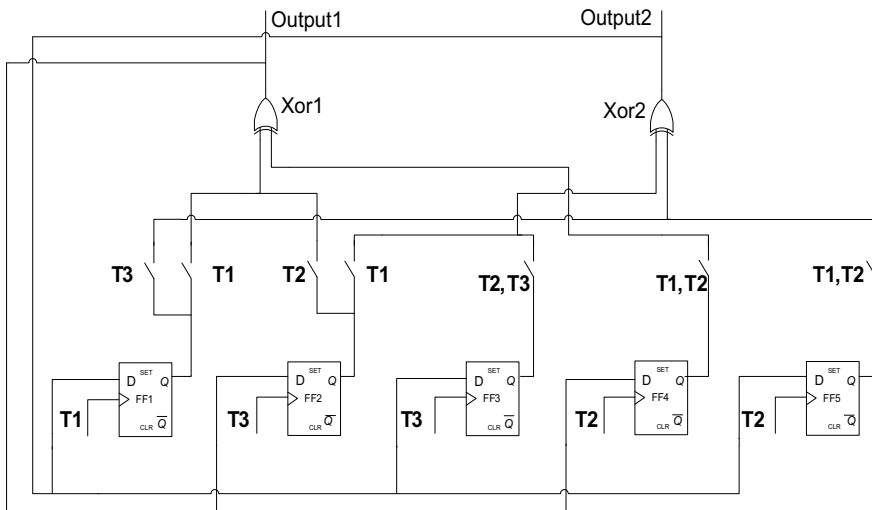 Output1
Output2
Xor1
Xor2
T3
T1
T2
T1
T2,T3
T1,T2
T1,T2
SET
D
Q
FF1
CLR
Q
T1
SET
D
Q
FF2
CLR
Q
T3
SET
D
Q
FF3
CLR
Q
T3
SET
D
Q
FF4
CLR
Q
T2
SET
D
Q
FF5
CLR
Q
T2